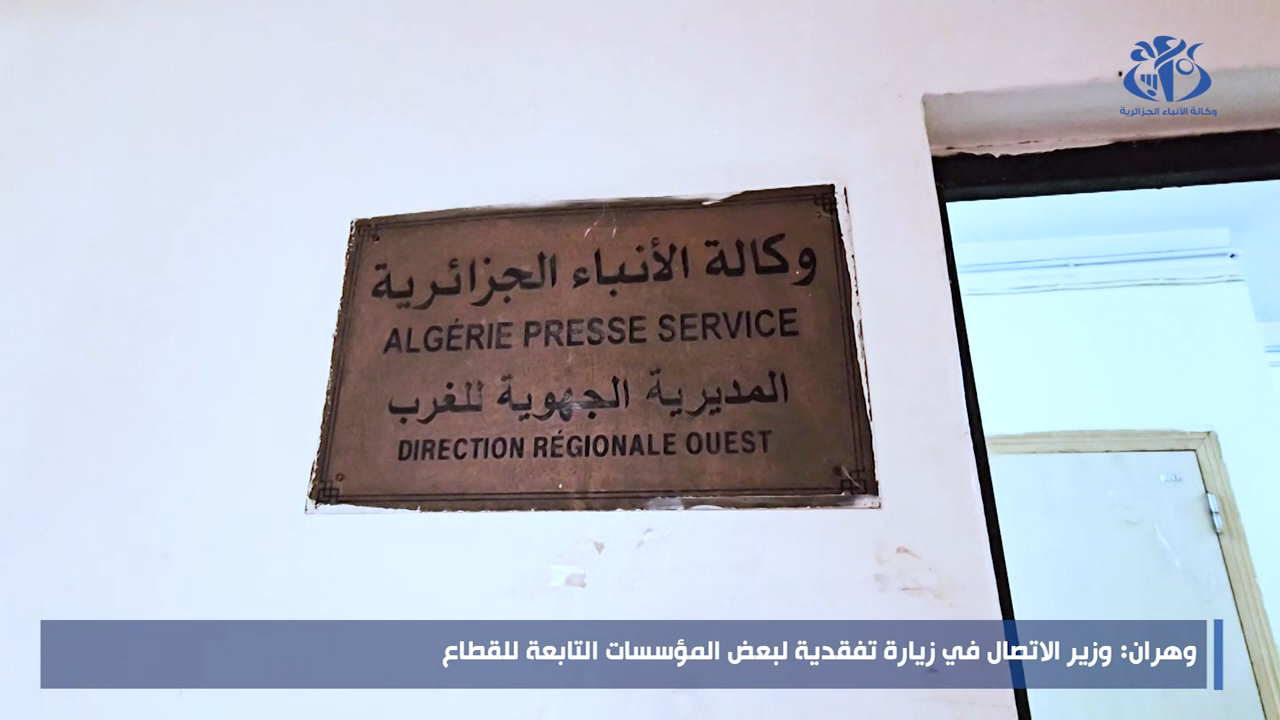 وكالة الأنباء الجزائرية
وكالة الأنباء الجزائرية
ALGÉRIE PRESSE SERVICE
المديرية الجهوية للغرب
DIRECTION RÉGIONALE OUEST
وهران: وزير الاتصال في زيارة تفقدية لبعض المؤسسات التابعة للقطاع